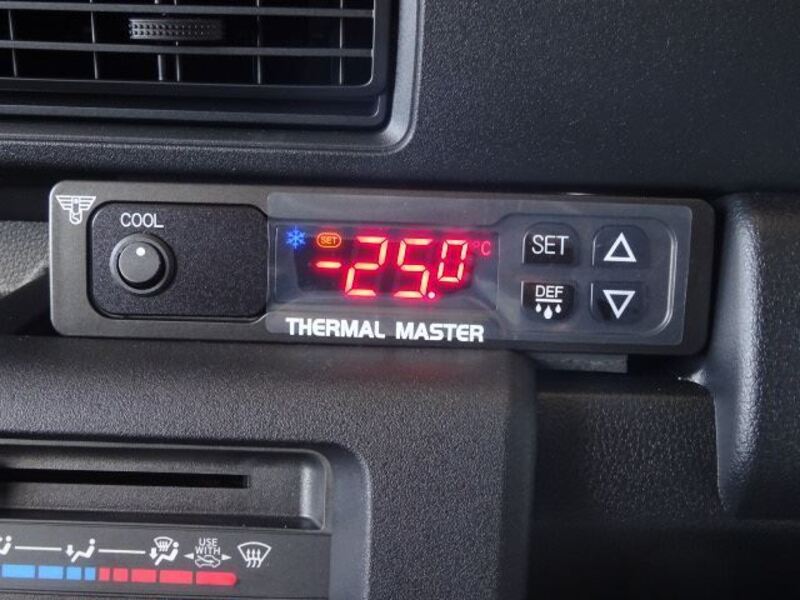 COOL
SET
-25.0 °C
SET
DEF
THERMAL MASTER
USE
WITH